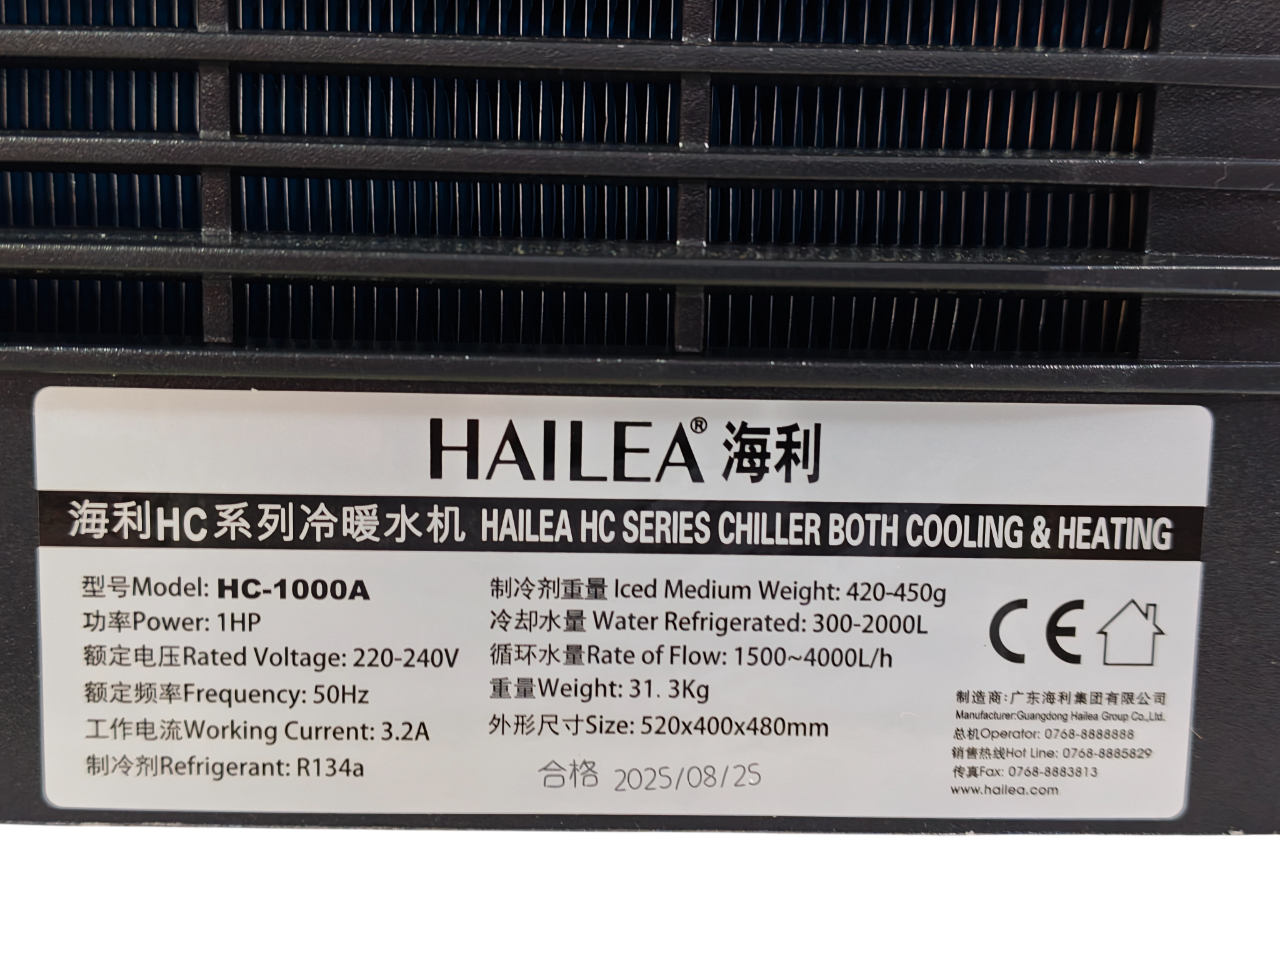 HAILEA® 海利
海利HC系列冷暖水机 HAILEA HC SERIES CHILLER BOTH COOLING & HEATING
型号Model: HC-1000A
功率Power: 1HP
额定电压Rated Voltage: 220-240V
额定频率Frequency: 50Hz
工作电流Working Current: 3.2A
制冷剂Refrigerant: R134a
制冷剂重量 Iced Medium Weight: 420-450g
冷却水量 Water Refrigerated: 300-2000L
循环水量Rate of Flow: 1500~4000L/h
重量Weight: 31. 3Kg
外形尺寸Size: 520x400x480mm
合格 2025/08/25
CE
制造商:广东海利集团有限公司
Manufacturer:Guangdong Hailea Group Co.,Ltd.
总机Operator: 0768-8888888
销售热线Hot Line: 0768-8885829
传真Fax: 0768-8883813
www.hailea.com